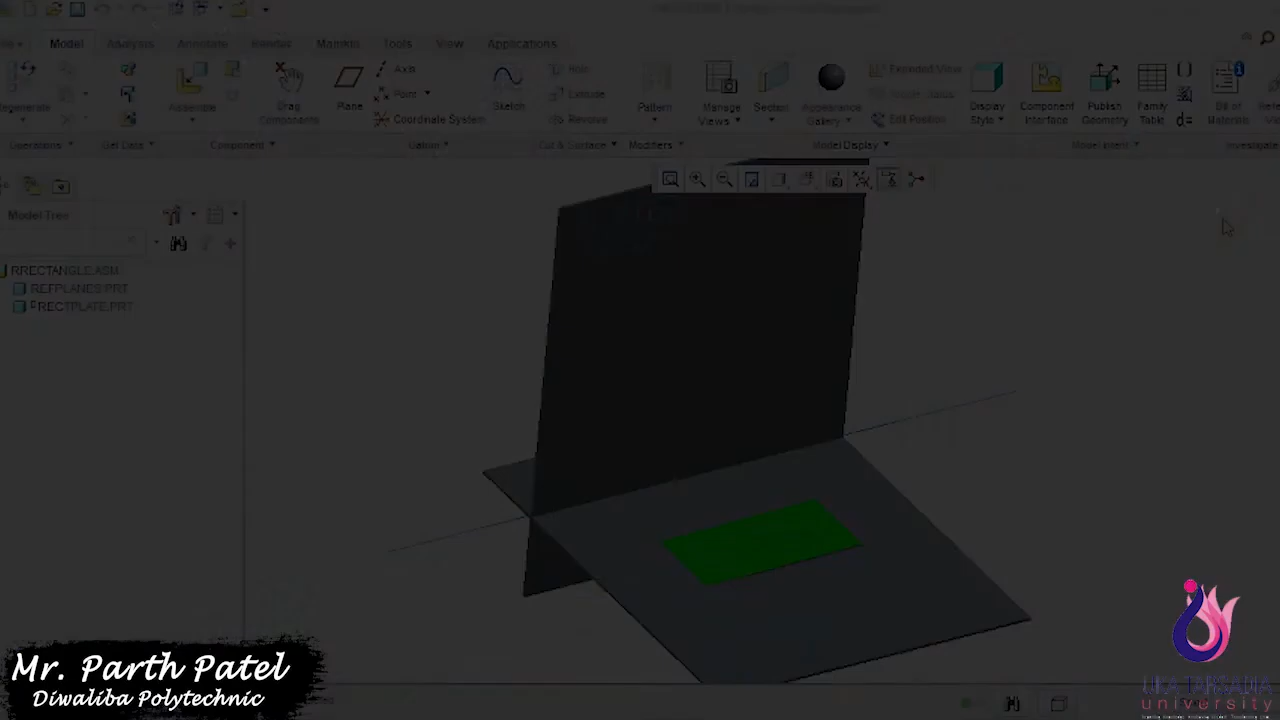 Model Analysis Annotate Render Manikin Tools View Applications
Regenerate
Assemble
Drag
Components
Plane
Axis
Point
Coordinate System
Sketch
Hole
Extrude
Revolve
Pattern
Manage
Views
Section
Appearance
Gallery
Exploded View
Edit Position
Display
Style
Component
Interface
Publish
Geometry
Family
Table
Bill of
Materials
Operations Get Data Component Datum Cut & Surface Modifiers Model Display Model Intent Investigate
Model Tree
RRECTANGLE.ASM
REFPLANES.PRT
RECTPLATE.PRT
Mr. Parth Patel
Diwaliba Polytechnic
UKA TARSADIA
university